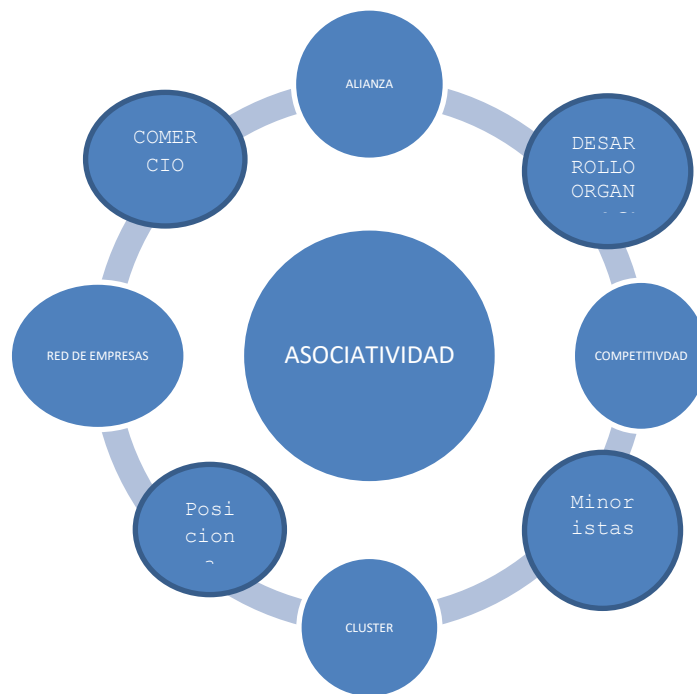 ALIANZA
COMER
CIO
DESAR
ROLLO
ORGAN
RED DE EMPRESAS
ASOCIATIVIDAD
COMPETITIVDAD
Posi
cion
Minor
istas
CLUSTER